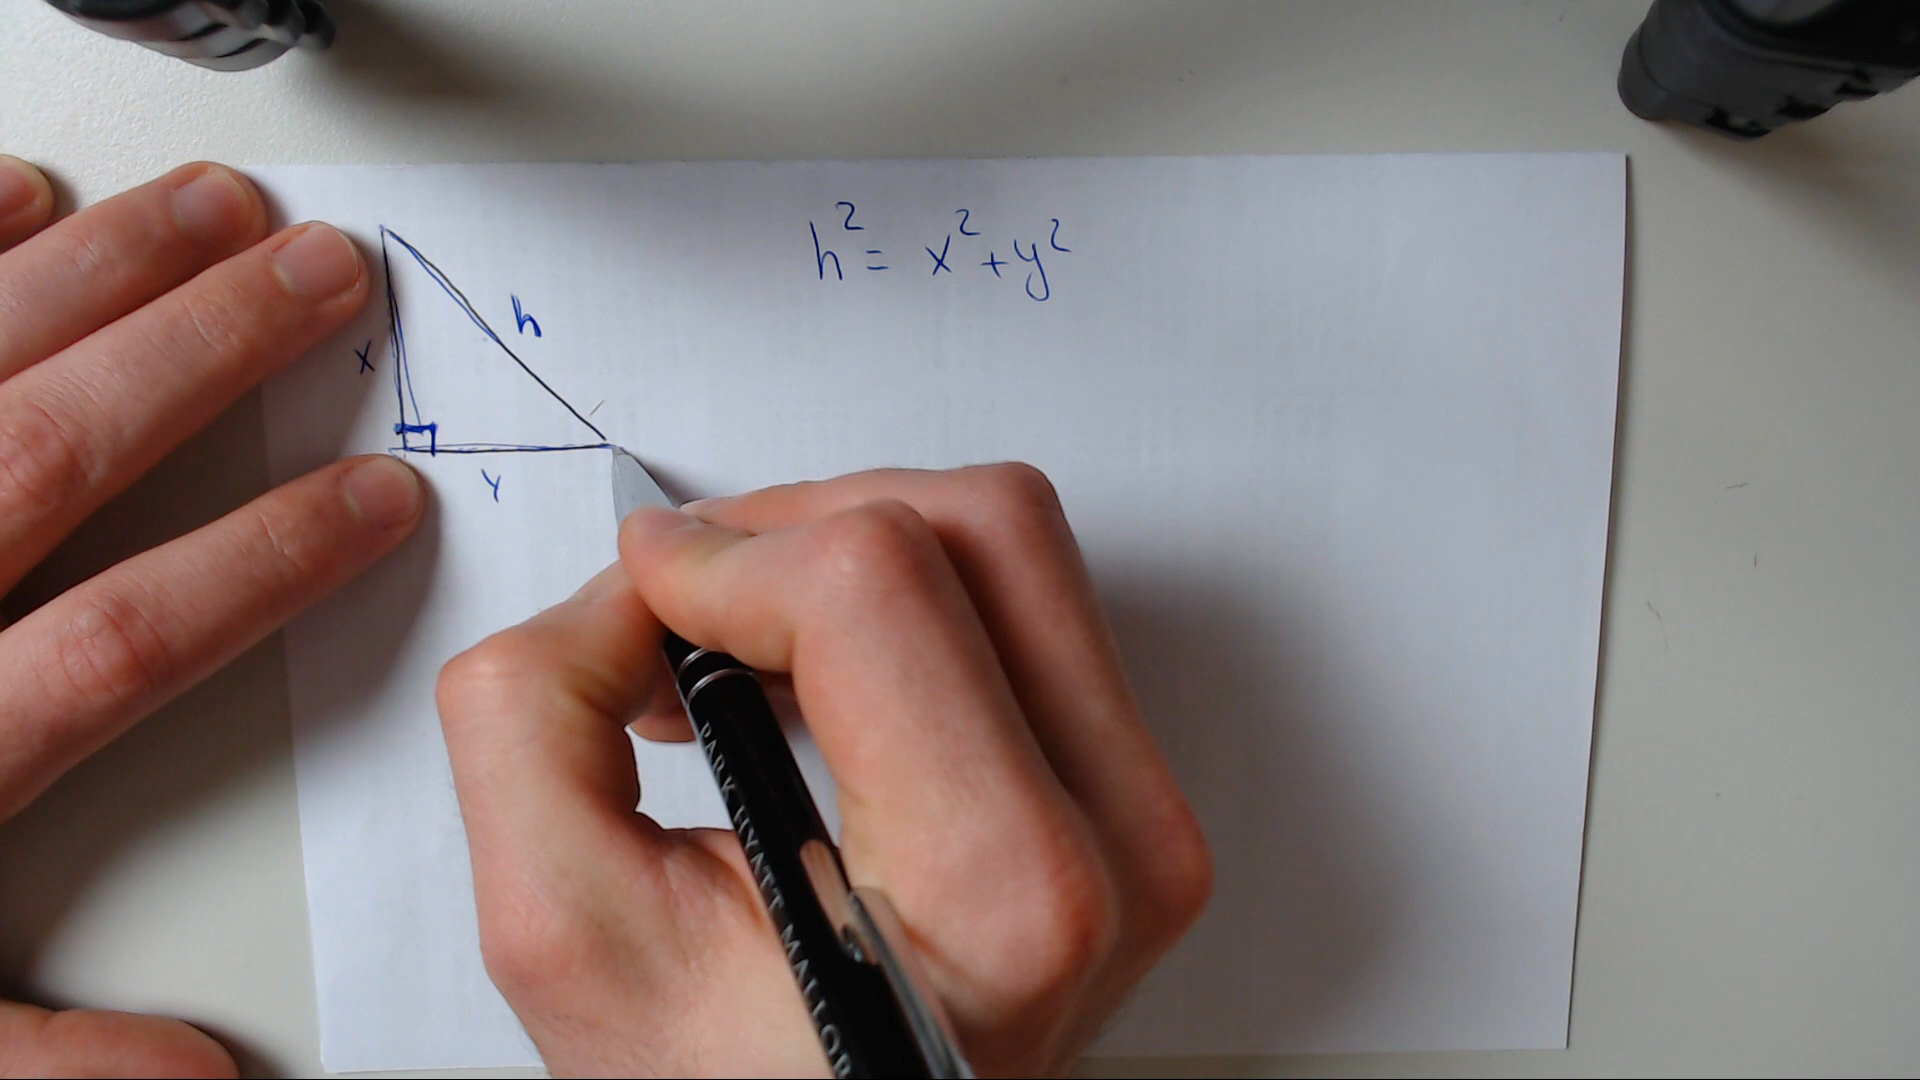 h² = x² + y²
h
x
y
PARK HYATT MALLOR